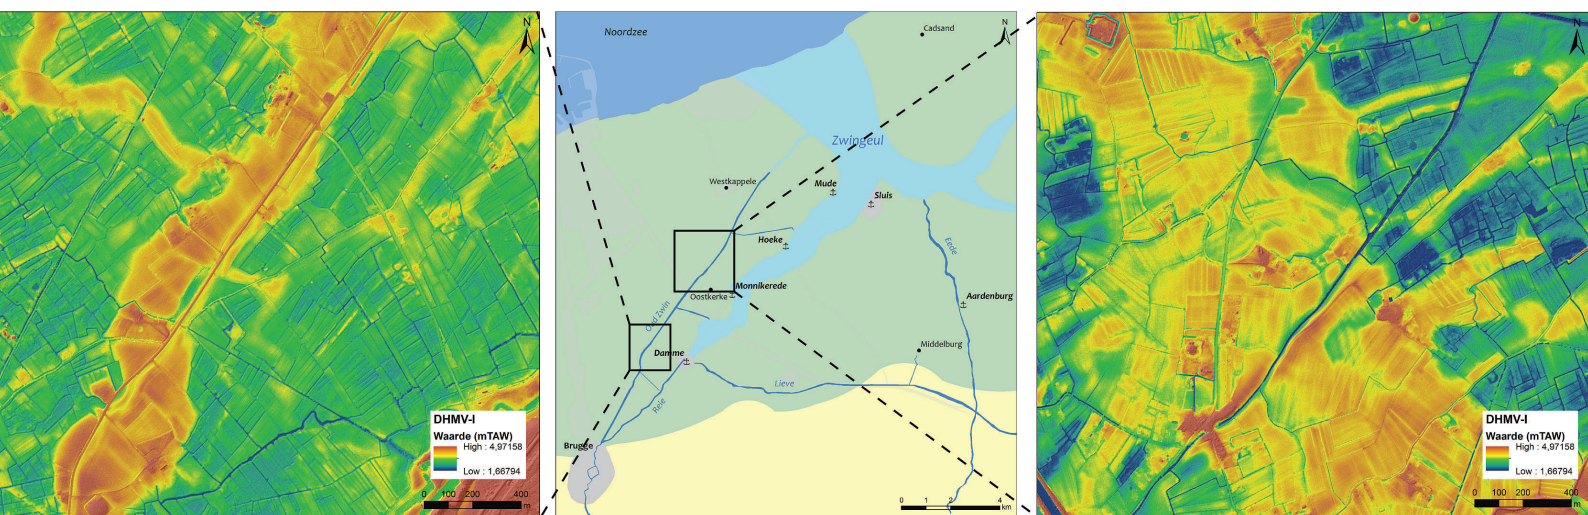 N
DHMV-I
Waarde (mTAW)
High : 4,97158
Low : 1,66794
0 100 200 400
m
Noordzee
Cadsand
N
Zwingeul
Westkappele
Mude
Sluis
Hoeke
Eede
Monnikerede
Oostkerke
Aardenburg
Oud Zwin
Damme
Middelburg
Lieve
Reie
Brugge
0 1 2 4
km
N
DHMV-I
Waarde (mTAW)
High : 4,97158
Low : 1,66794
0 100 200 400
m